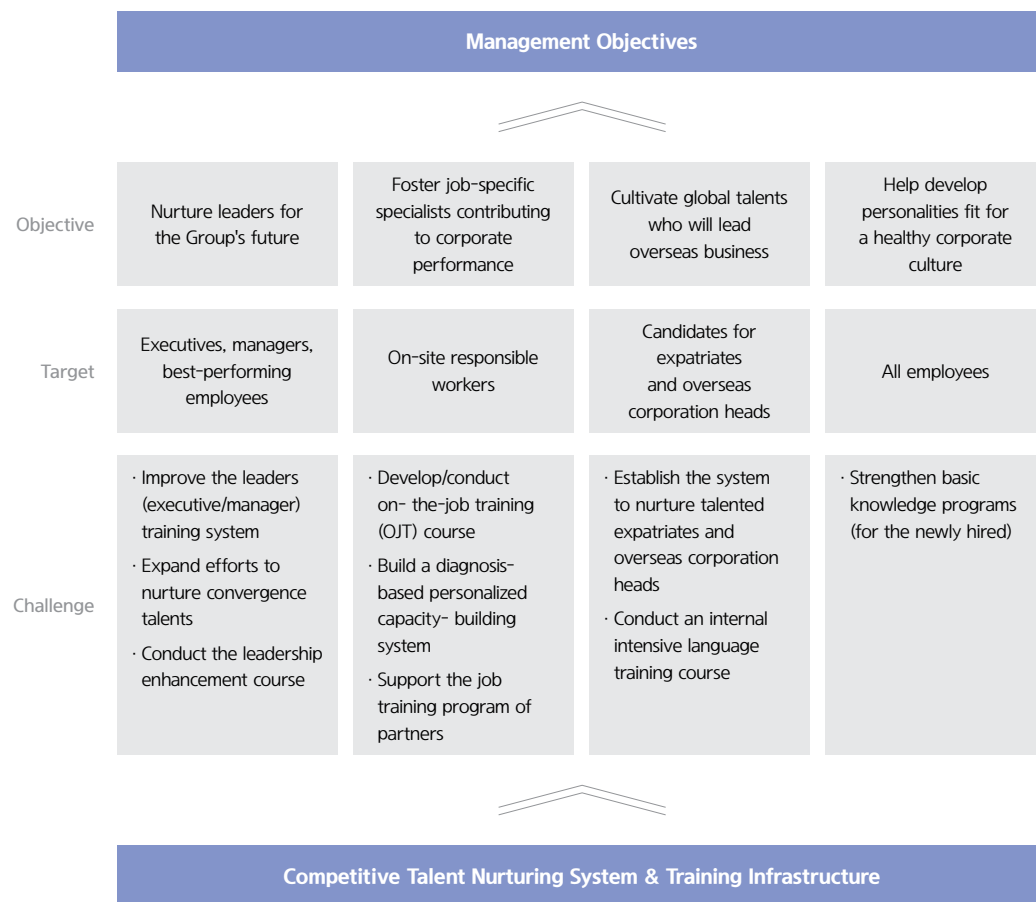 Management Objectives
Objective
Nurture leaders for
the Group's future
Foster job-specific
specialists contributing
to corporate
performance
Cultivate global talents
who will lead
overseas business
Help develop
personalities fit for
a healthy corporate
culture
Target
Executives, managers,
best-performing
employees
On-site responsible
workers
Candidates for
expatriates
and overseas
corporation heads
All employees
Challenge
· Improve the leaders
(executive/manager)
training system
· Expand efforts to
nurture convergence
talents
· Conduct the leadership
enhancement course
· Develop/conduct
on- the-job training
(OJT) course
· Build a diagnosis-
based personalized
capacity- building
system
· Support the job
training program of
partners
· Establish the system
to nurture talented
expatriates and
overseas corporation
heads
· Conduct an internal
intensive language
training course
· Strengthen basic
knowledge programs
(for the newly hired)
Competitive Talent Nurturing System & Training Infrastructure